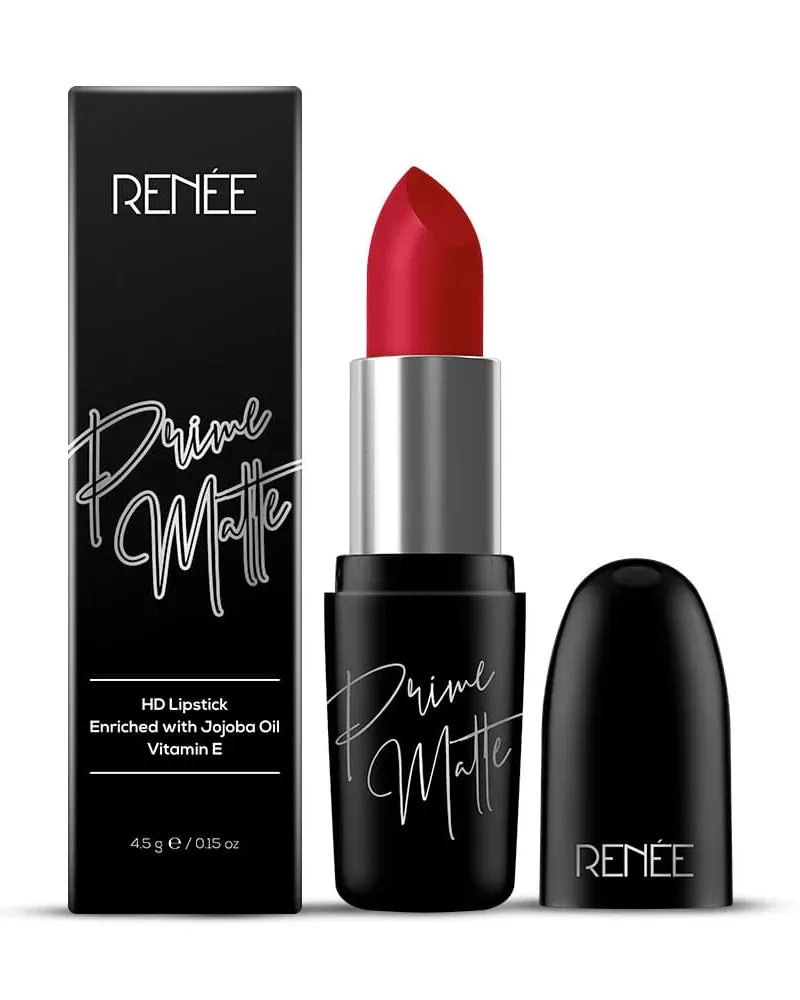 RENÉE
Prime
Matte
HD Lipstick
Enriched with Jojoba Oil
Vitamin E
4.5 g ℮ / 0.15 oz
Prime
Matte
RENÉE